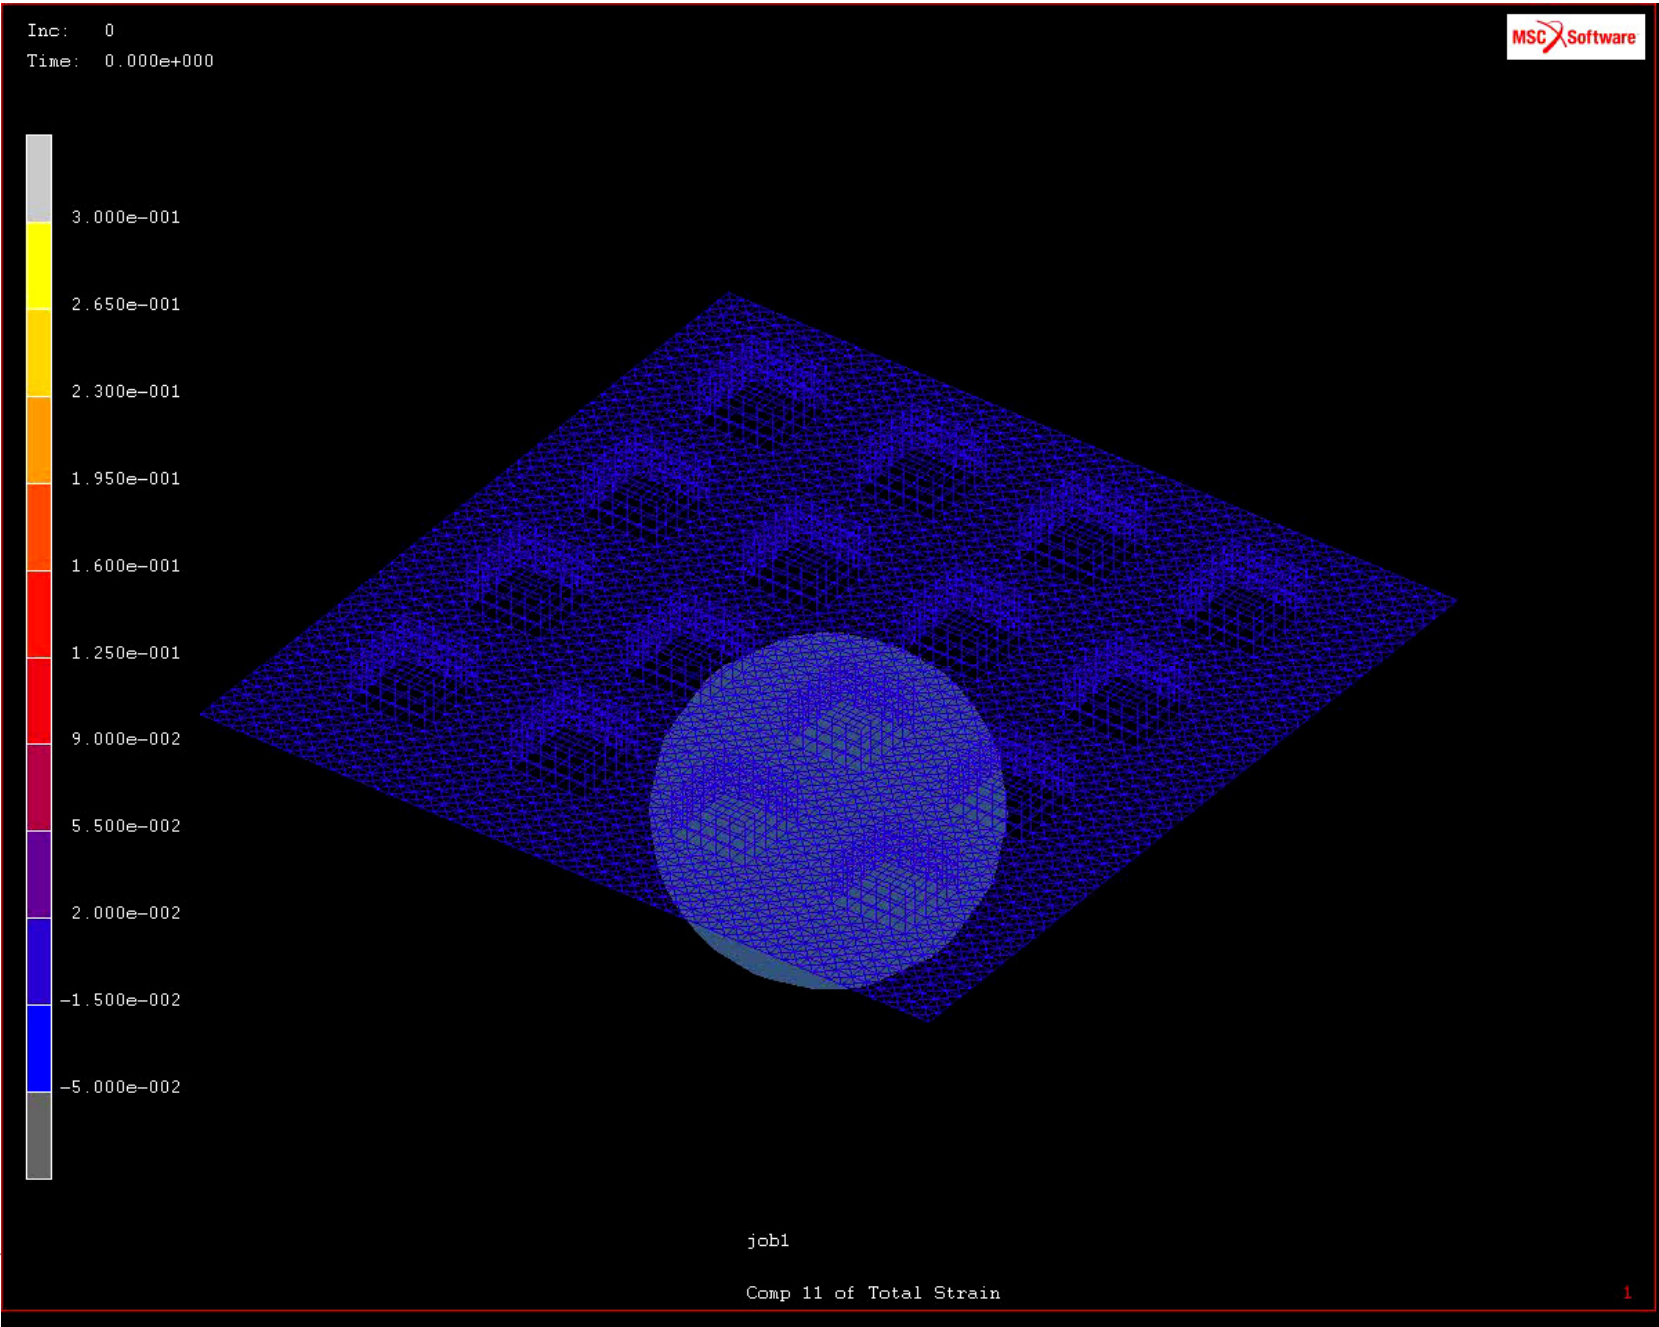 Inc: 0
Time: 0.000e+000
MSC Software
3.000e-001
2.650e-001
2.300e-001
1.950e-001
1.600e-001
1.250e-001
9.000e-002
5.500e-002
2.000e-002
-1.500e-002
-5.000e-002
job1
Comp 11 of Total Strain
1